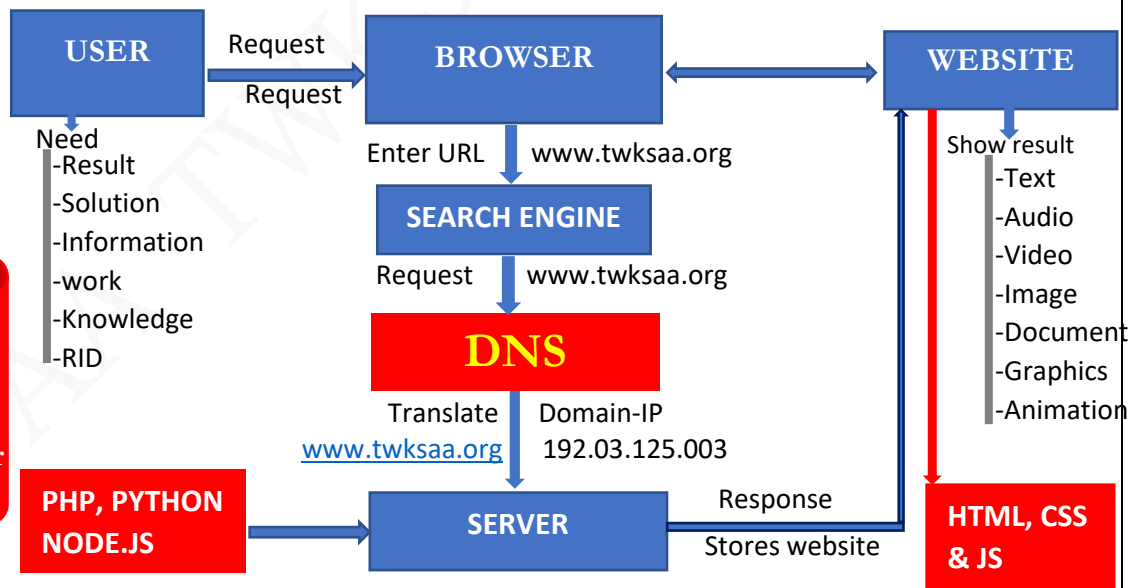 USER
Request
Request
BROWSER
WEBSITE
Need
-Result
-Solution
-Information
-work
-Knowledge
-RID
Enter URL www.twksaa.org
SEARCH ENGINE
Request www.twksaa.org
DNS
Translate Domain-IP
www.twksaa.org 192.03.125.003
Show result
-Text
-Audio
-Video
-Image
-Document
-Graphics
-Animation
PHP, PYTHON
NODE.JS
SERVER
Response
Stores website
HTML, CSS
& JS